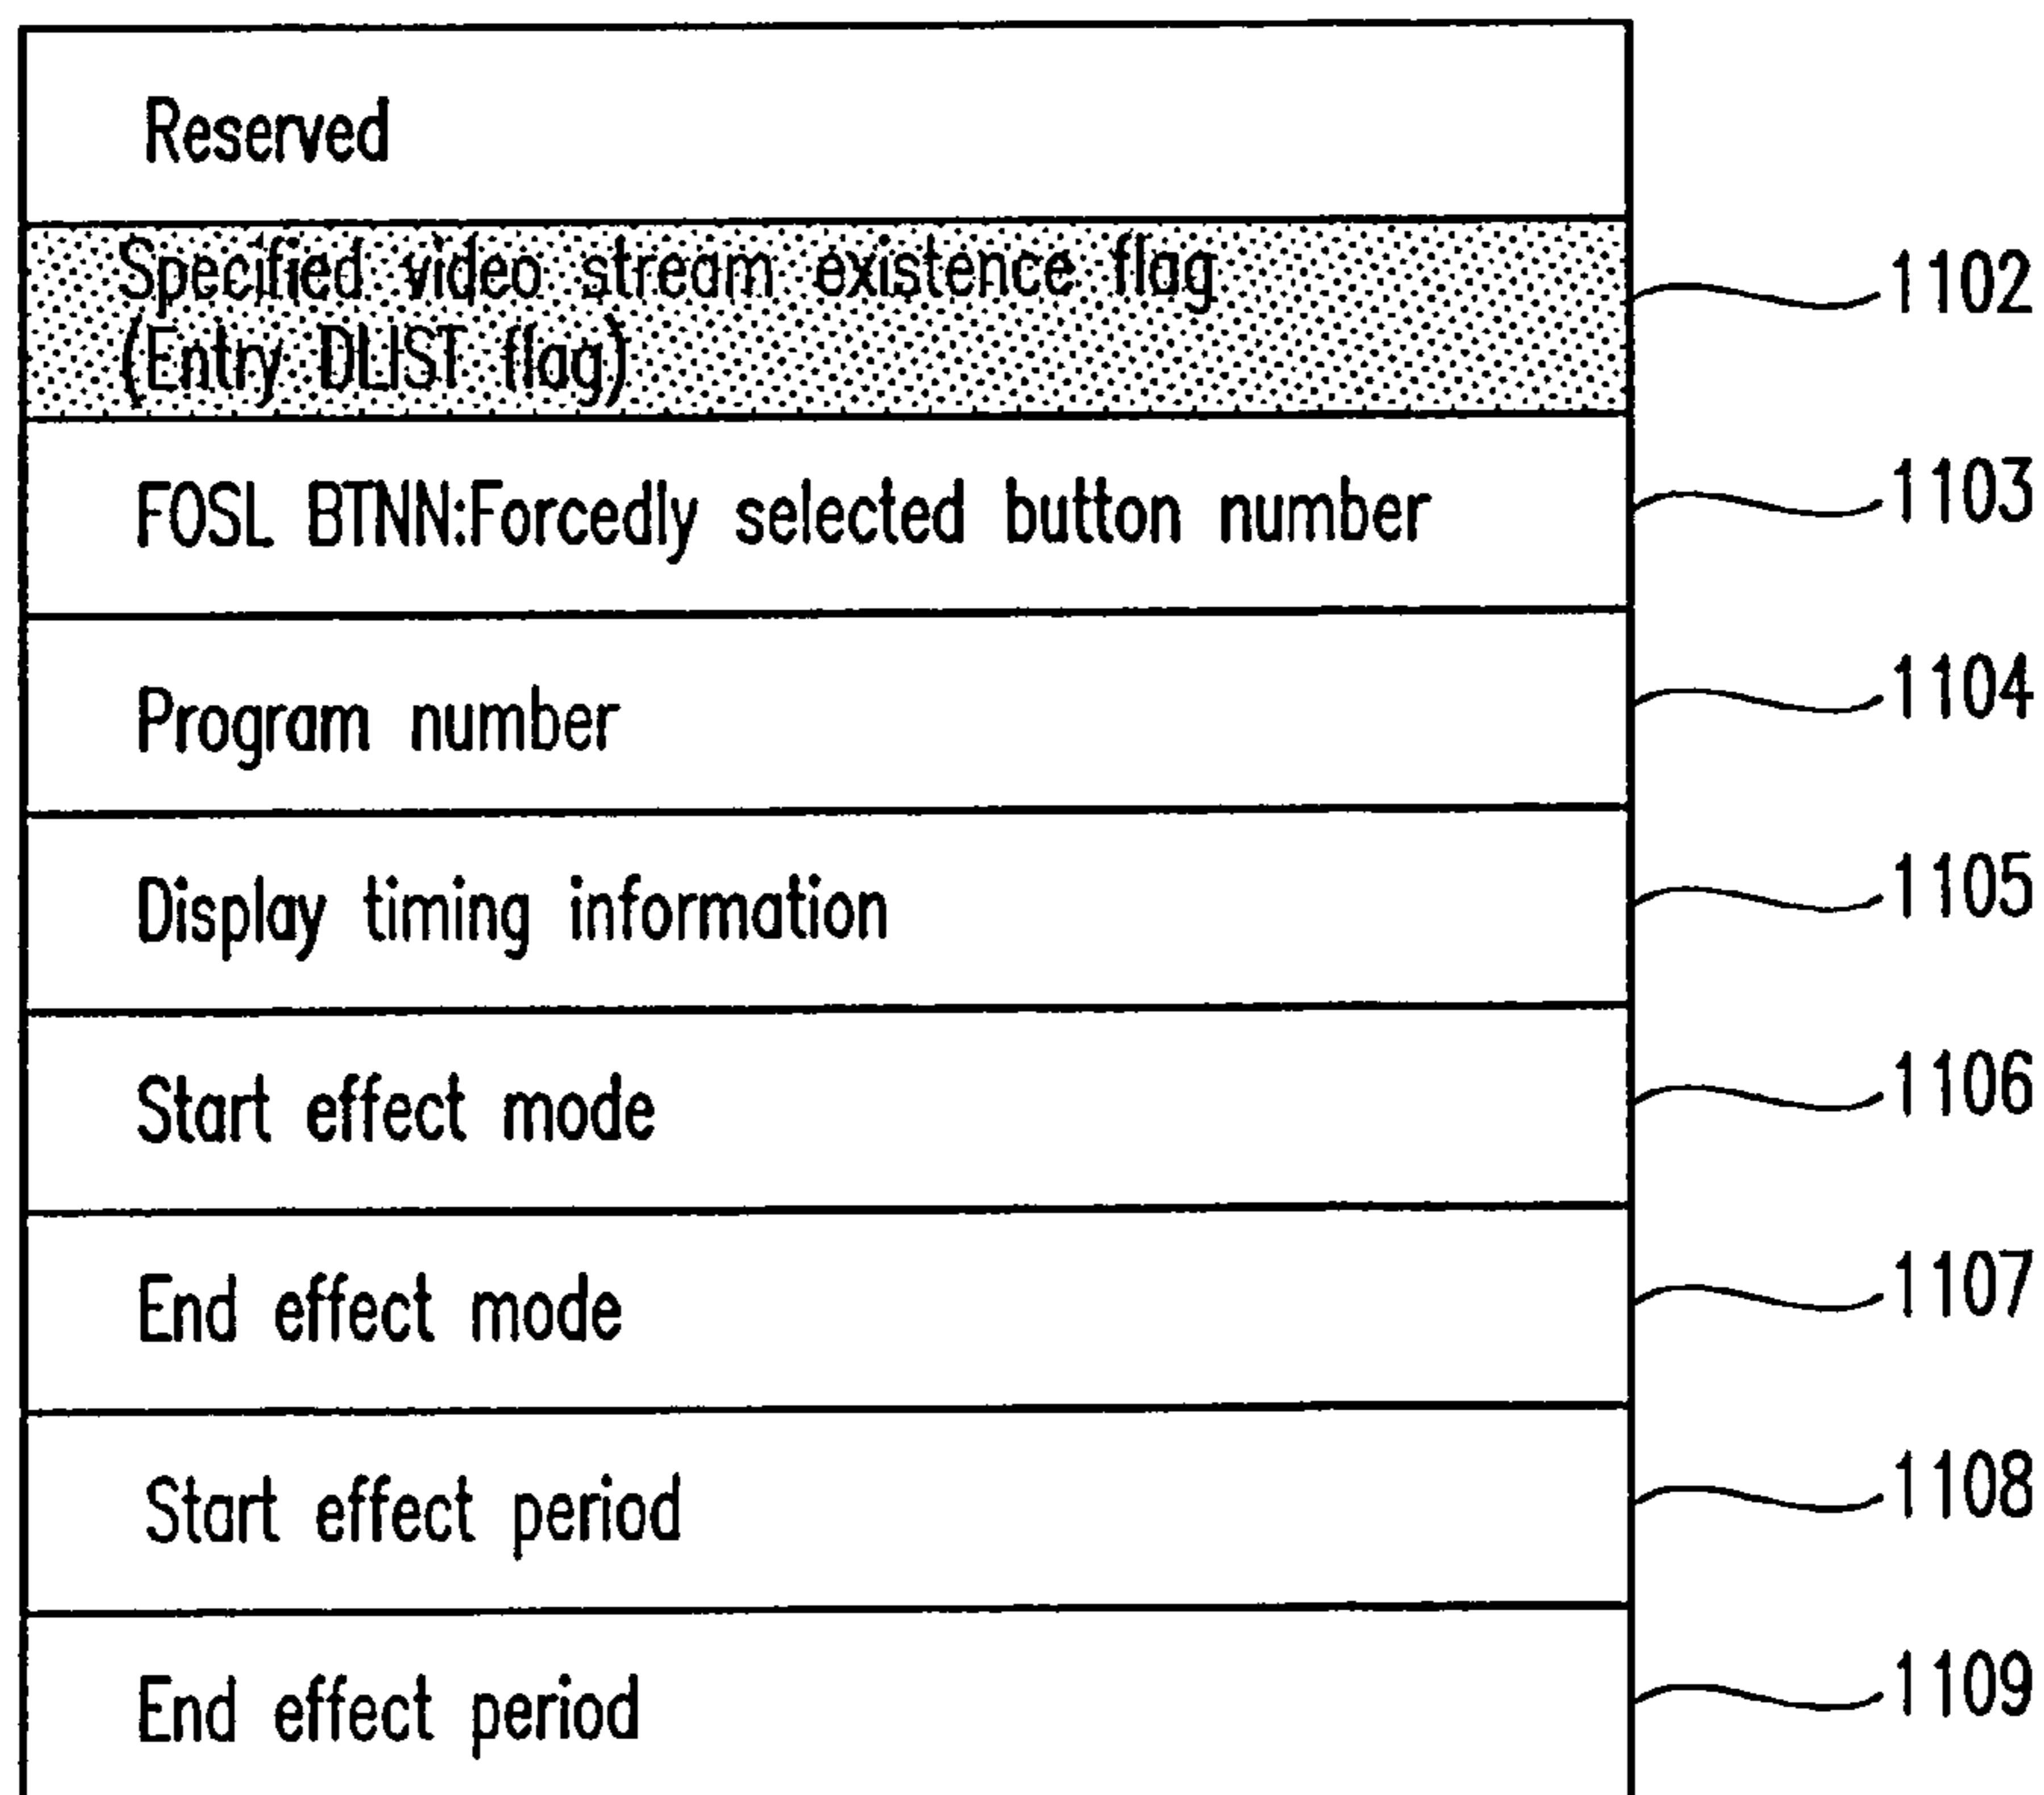 Reserved
Specified video stream existence flag
(Entry DLIST flag)
1102
FOSL BTNN:Forcedly selected button number
1103
Program number
1104
Display timing information
1105
Start effect mode
1106
End effect mode
1107
Start effect period
1108
End effect period
1109